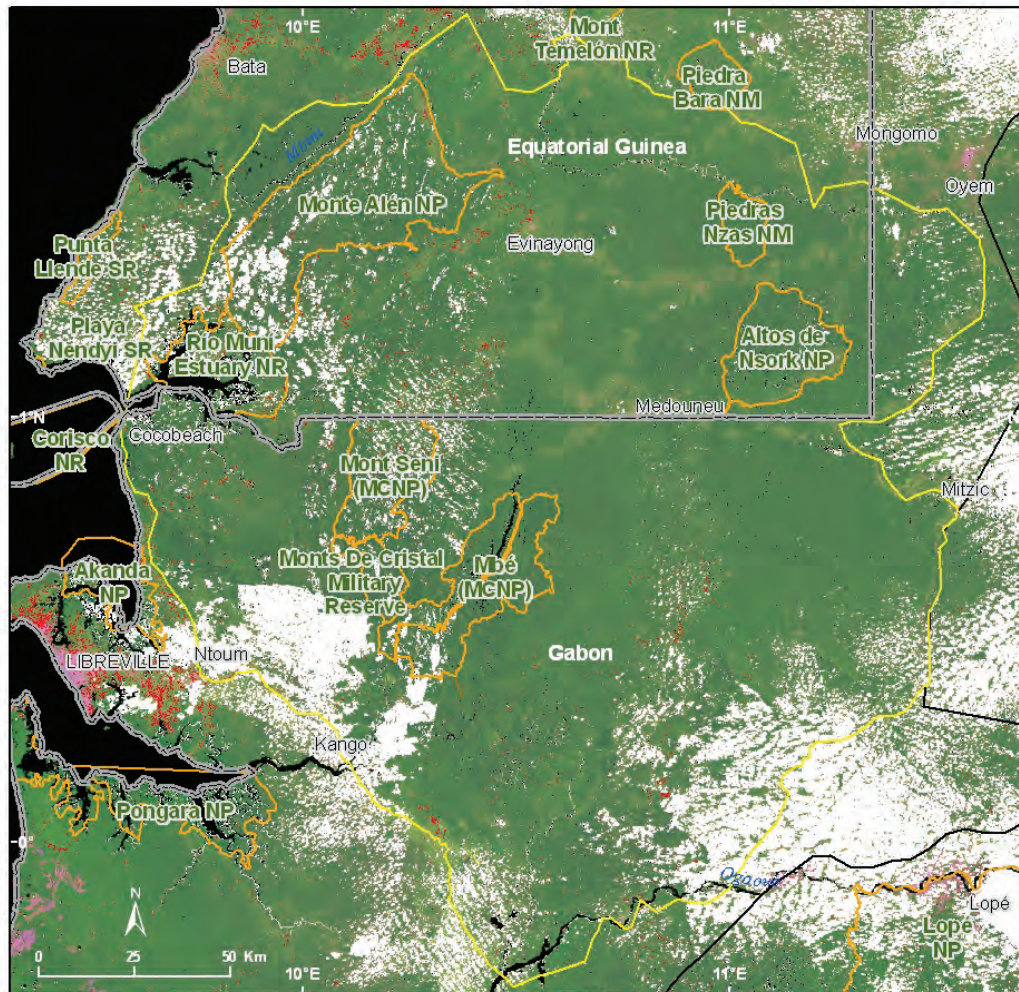 10°E
11°E
Mont
Temelón NR
Bata
Piedra
Bara NM
Mongomo
Mbini
Equatorial Guinea
Oyem
Monte Alén NP
Piedras
Nzas NM
Evinayong
Punta
Llende SR
Playa
Nendyi SR
Río Muni
Estuary NR
Altos de
Nsork NP
Medouneu
1°N
Cocobeach
Corisco
NR
Mont Seni
(MCNP)
Mitzic
Monts De Cristal
Military
Reserve
Mbé
(MCNP)
Akanda
NP
LIBREVILLE
Ntoum
Gabon
Kango
Pongara NP
0°
Ogooué
Lopé
Lopé
NP
N
0 25 50 Km
10°E
11°E